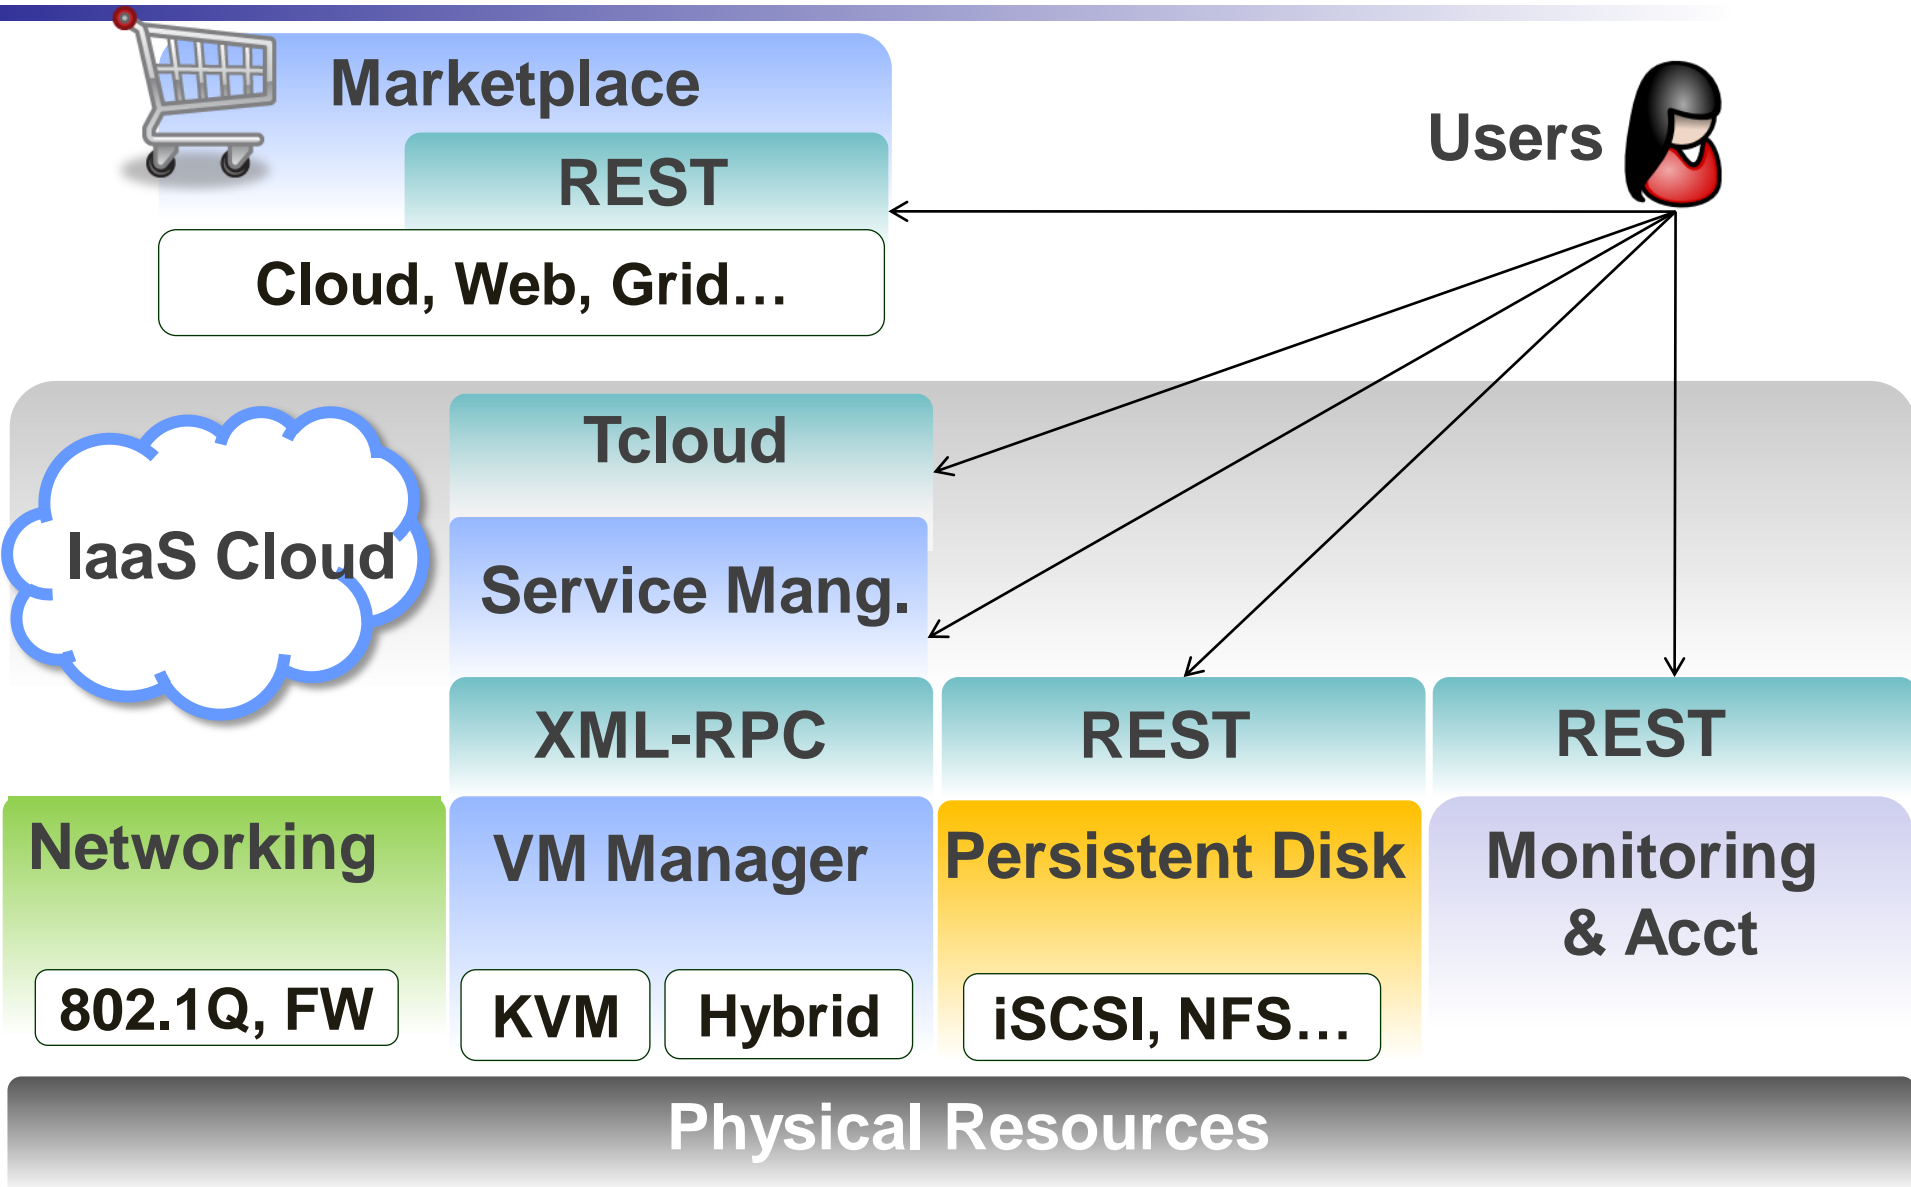 Marketplace
Users
REST
Cloud, Web, Grid…
Tcloud
IaaS Cloud
Service Mang.
XML-RPC
REST
REST
Networking
VM Manager
Persistent Disk
Monitoring
& Acct
802.1Q, FW
KVM
Hybrid
iSCSI, NFS…
Physical Resources